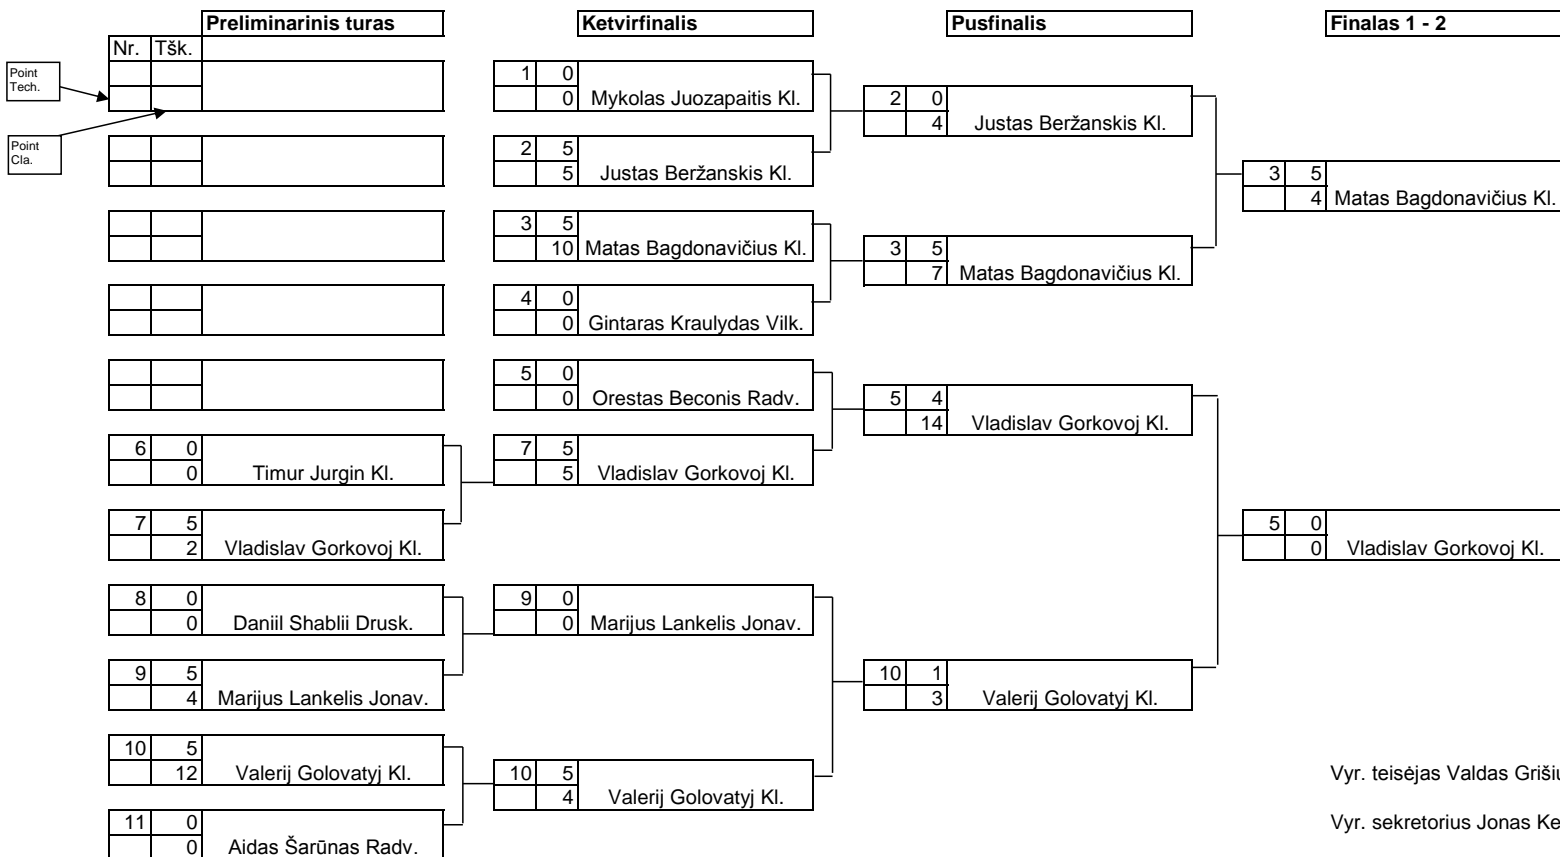 Preliminarinis turas Ketvirfinalis Pusfinalis Finalas 1 - 2
Nr. Tšk.
Point
Tech.
Point
Cla.
6 0
0 Timur Jurgin Kl.
7 5
2 Vladislav Gorkovoj Kl.
8 0
0 Daniil Shablii Drusk.
9 5
4 Marijus Lankelis Jonav.
10 5
12 Valerij Golovatyj Kl.
11 0
0 Aidas Šarūnas Radv.
1 0
0 Mykolas Juozapaitis Kl.
2 5
5 Justas Beržanskis Kl.
3 5
10 Matas Bagdonavičius Kl.
4 0
0 Gintaras Kraulydas Vilk.
5 0
0 Orestas Beconis Radv.
7 5
5 Vladislav Gorkovoj Kl.
9 0
0 Marijus Lankelis Jonav.
10 5
4 Valerij Golovatyj Kl.
2 0
4 Justas Beržanskis Kl.
3 5
7 Matas Bagdonavičius Kl.
5 4
14 Vladislav Gorkovoj Kl.
10 1
3 Valerij Golovatyj Kl.
3 5
4 Matas Bagdonavičius Kl.
5 0
0 Vladislav Gorkovoj Kl.
Vyr. teisėjas Valdas
Vyr. sekretorius Jonas